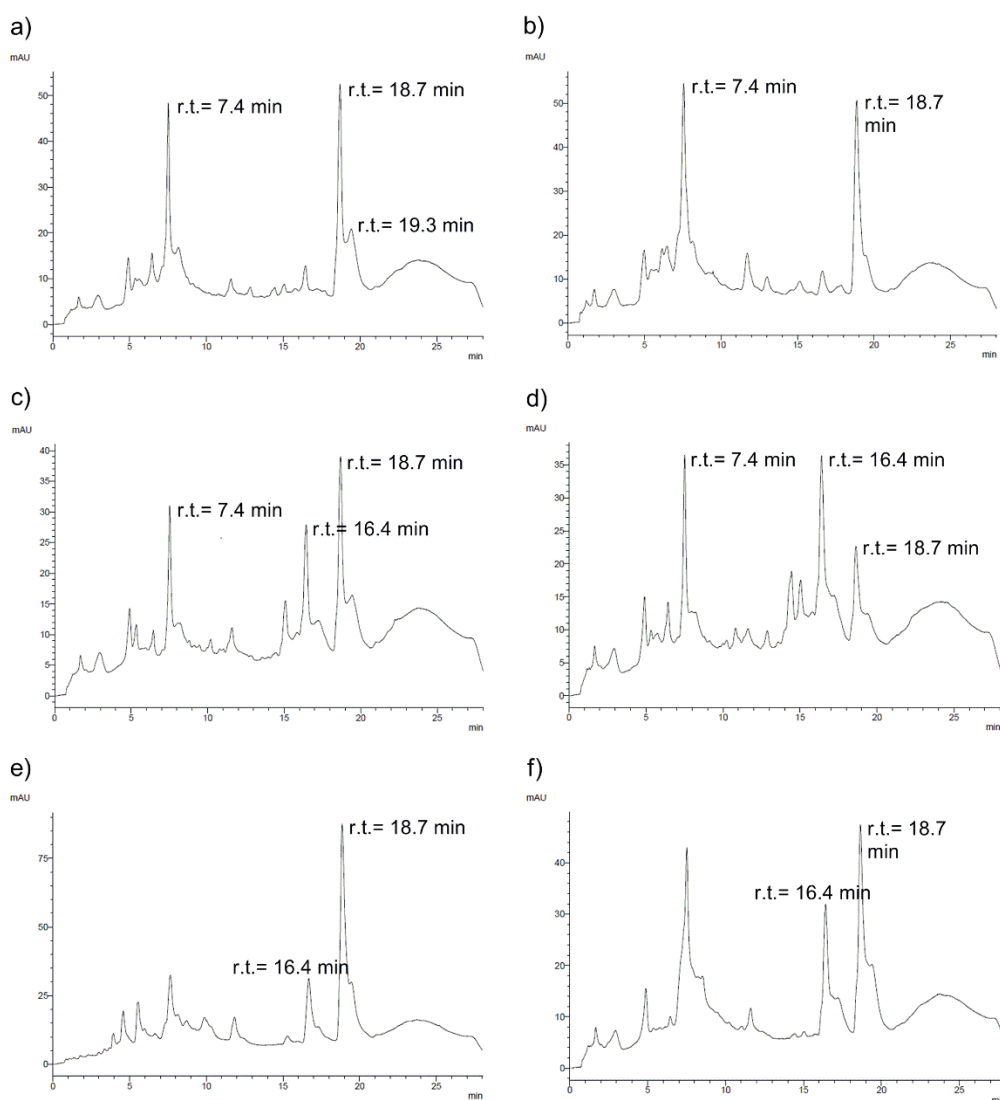 a)
mAU
r.t.= 7.4 min
r.t.= 18.7 min
r.t.= 19.3 min
50
40
30
20
10
0
0
5
10
15
20
25
min
b)
mAU
r.t.= 7.4 min
r.t.= 18.7
min
50
40
30
20
10
0
0
5
10
15
20
25
min
c)
mAU
r.t.= 18.7 min
r.t.= 7.4 min
r.t.= 16.4 min
40
35
30
25
20
15
10
5
0
0
5
10
15
20
25
min
d)
mAU
r.t.= 7.4 min
r.t.= 16.4 min
r.t.= 18.7 min
35
30
25
20
15
10
5
0
0
5
10
15
20
25
min
e)
mAU
r.t.= 18.7 min
r.t.= 16.4 min
75
50
25
0
0
5
10
15
20
25
min
f)
mAU
r.t.= 18.7
min
r.t.= 16.4 min
40
30
20
10
0
0
5
10
15
20
25
min